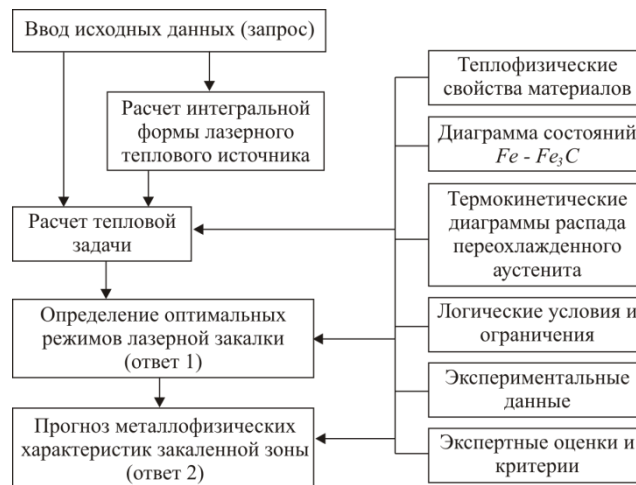 Ввод исходных данных (запрос)
Расчет интегральной
формы лазерного
теплового источника
Расчет тепловой
задачи
Определение оптимальных
режимов лазерной закалки
(ответ 1)
Прогноз металлофизических
характеристик закаленной зоны
(ответ 2)
Теплофизические
свойства материалов
Диаграмма состояний
Fe - Fe₃C
Термокинетические
диаграммы распада
переохлажденного
аустенита
Логические условия и
ограничения
Экспериментальные
данные
Экспертные оценки и
критерии